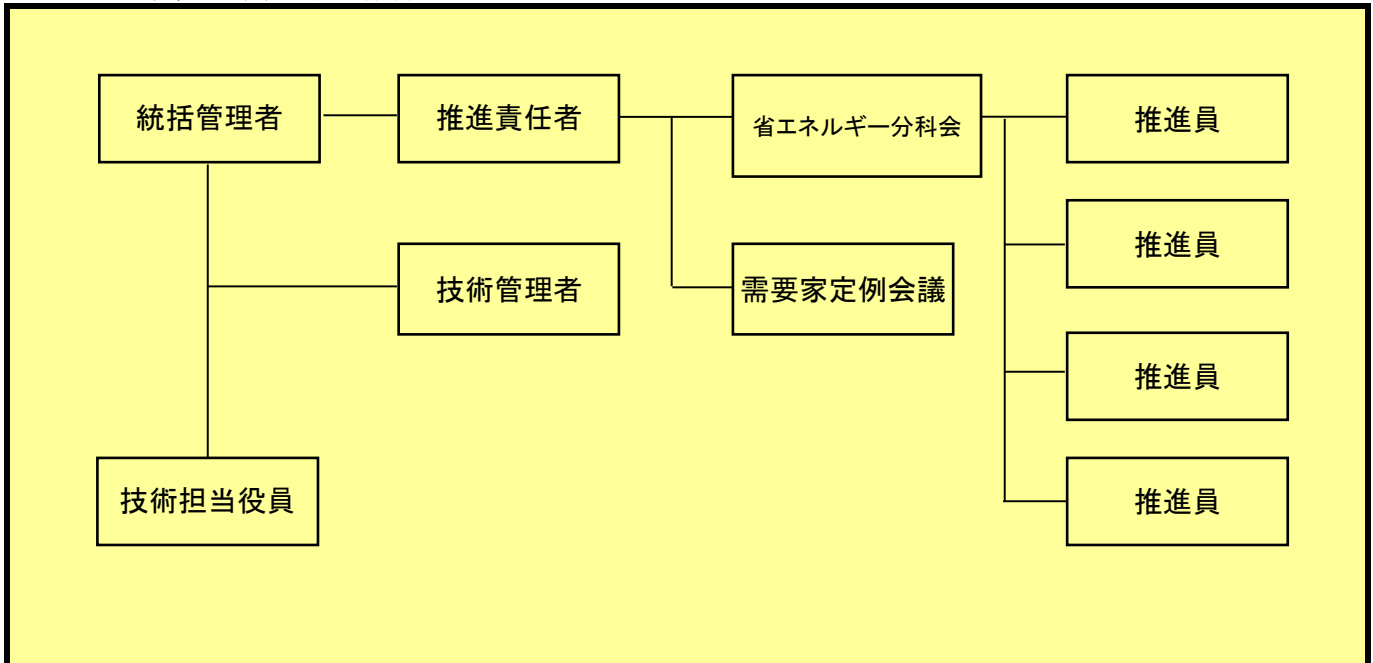 統括管理者
推進責任者
省エネルギー分科会
推進員
推進員
技術管理者
需要家定例会議
推進員
技術担当役員
推進員